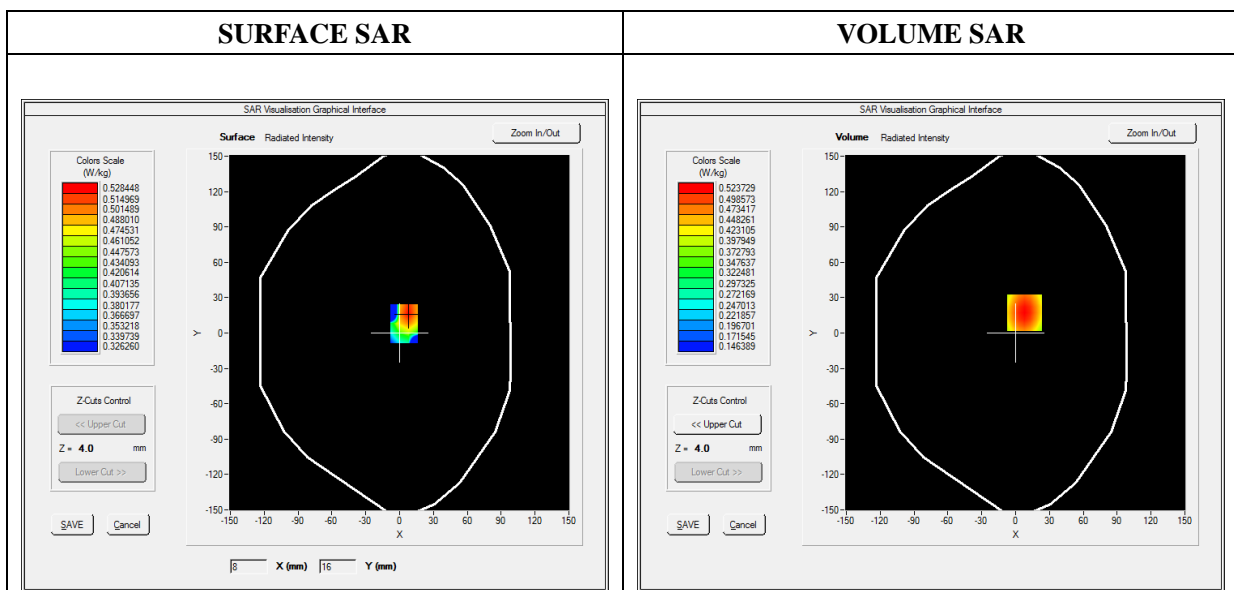 SURFACE SAR
VOLUME SAR
SAR Visualisation Graphical Interface
Surface Radiated Intensity
Zoom In/Out
Colors Scale
(W/kg)
0.528448
0.514969
0.501489
0.488010
0.474531
0.461052
0.447573
0.434093
0.420614
0.407135
0.393656
0.380177
0.366697
0.353218
0.339739
0.326260
150
120
90
60
30
0
-30
-60
-90
-120
-150
Y
-150 -120 -90 -60 -30 0 30 60 90 120 150
X
Z-Cuts Control
<< Upper Cut
Z = 4.0 mm
Lower Cut >>
SAVE Cancel
8 X (mm) 16 Y (mm)
SAR Visualisation Graphical Interface
Volume Radiated Intensity
Zoom In/Out
Colors Scale
(W/kg)
0.523729
0.498573
0.473417
0.448261
0.423105
0.397949
0.372793
0.347637
0.322481
0.297325
0.272169
0.247013
0.221857
0.196701
0.171545
0.146389
150
120
90
60
30
0
-30
-60
-90
-120
-150
Y
-150 -120 -90 -60 -30 0 30 60 90 120 150
X
Z-Cuts Control
<< Upper Cut
Z = 4.0 mm
Lower Cut >>
SAVE Cancel